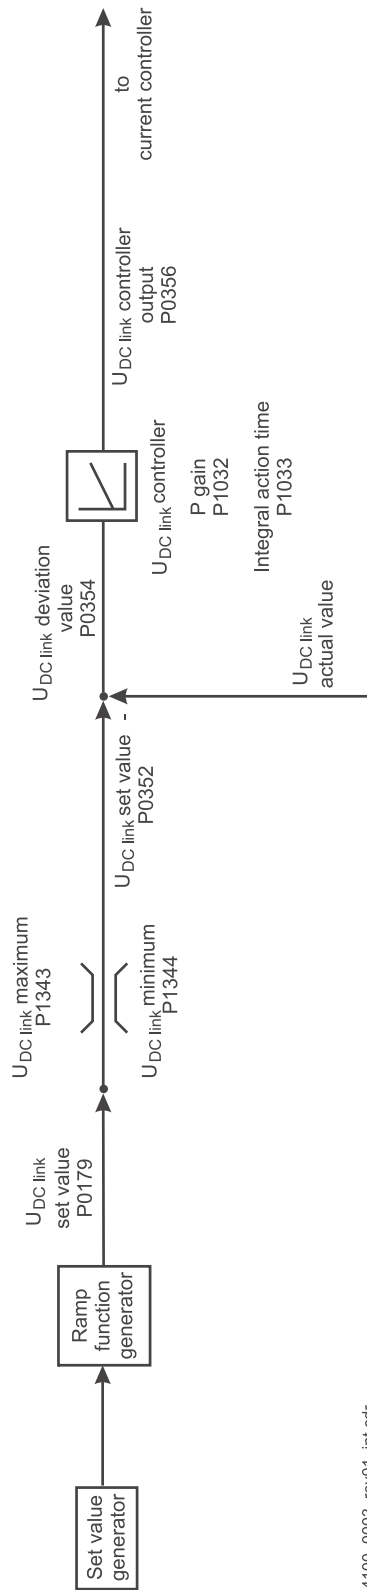 Set value
generator
Ramp
function
generator
UDC link
set value
P0179
UDC link maximum
P1343
UDC link minimum
P1344
UDC link set value
P0352
-
UDC link deviation
value
P0354
UDC link
actual value
UDC link controller
P gain
P1032
Integral action time
P1033
UDC link controller
output
P0356
to
current controller